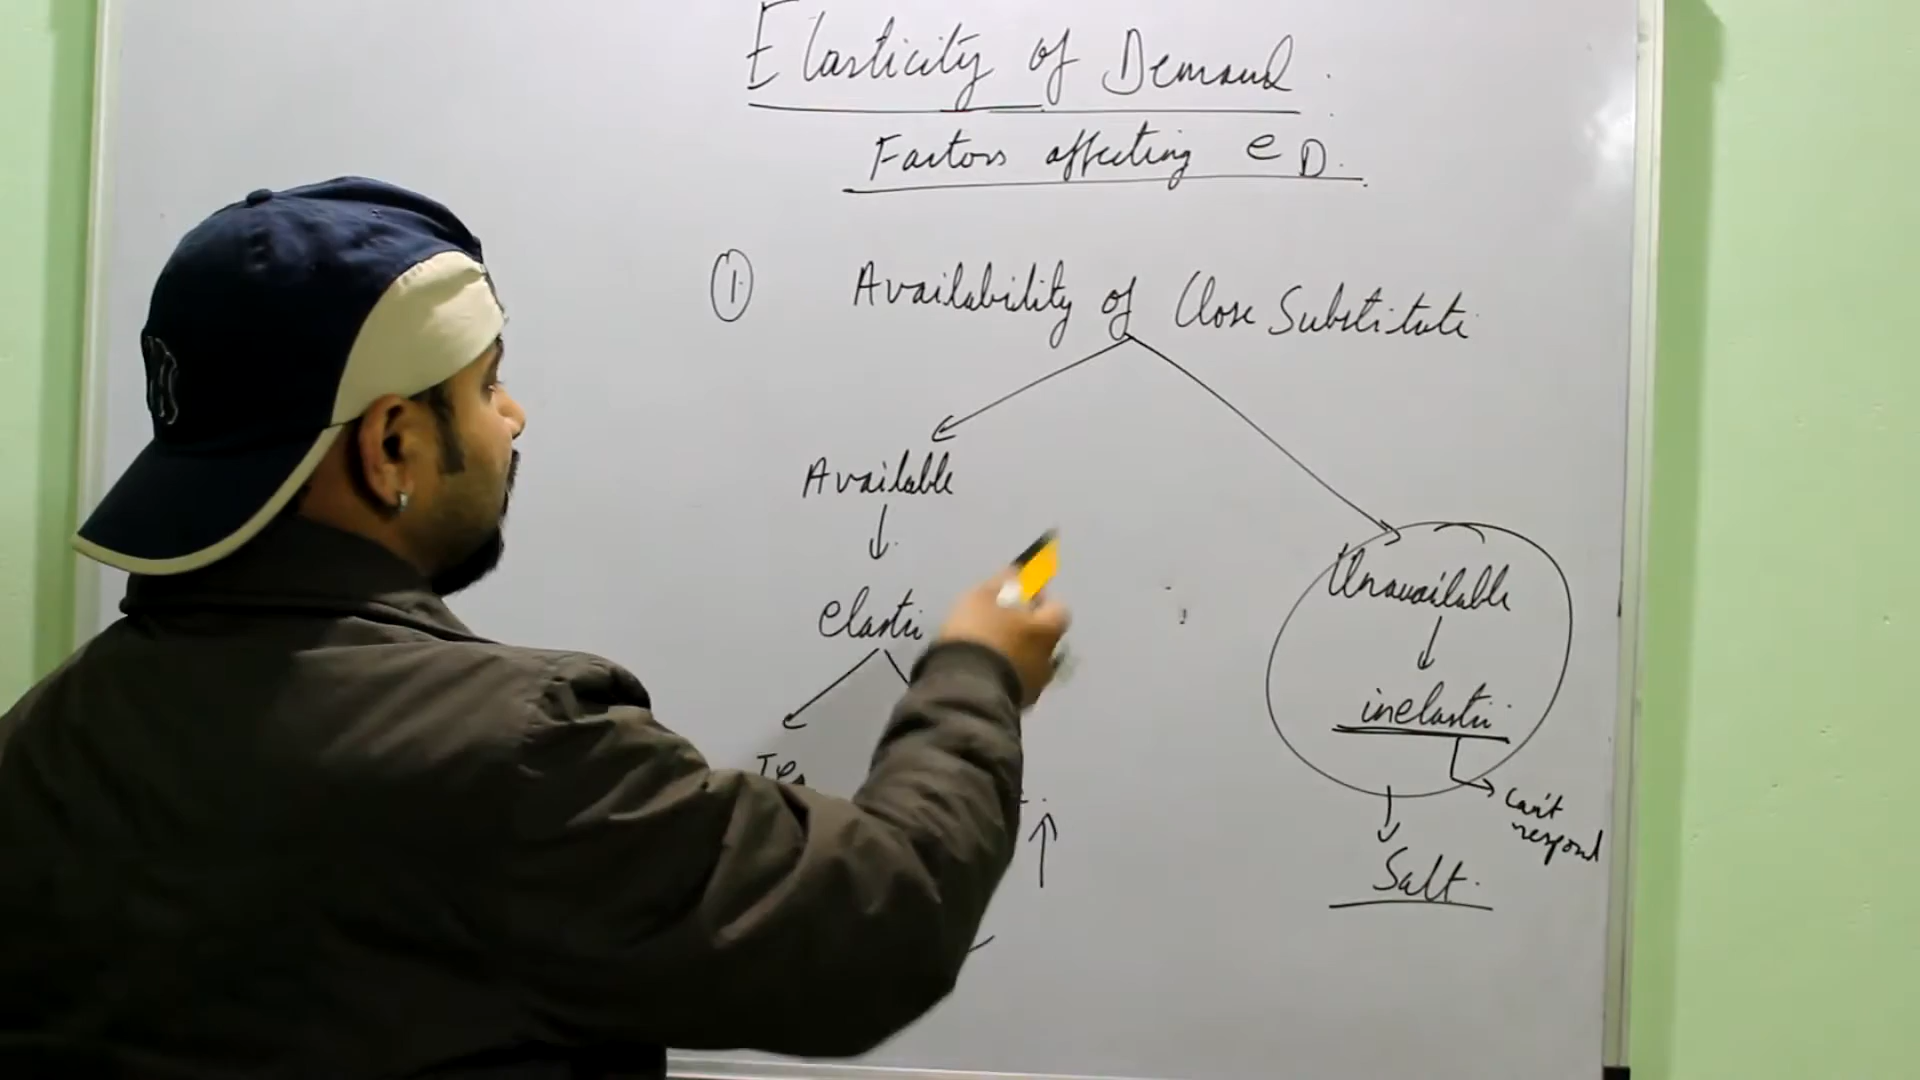 Elasticity of Demand.
Factors affecting eD.
①
Availability of Close Substitute
Available
Unavailable
elastic
inelastic
can't
respond
Salt.